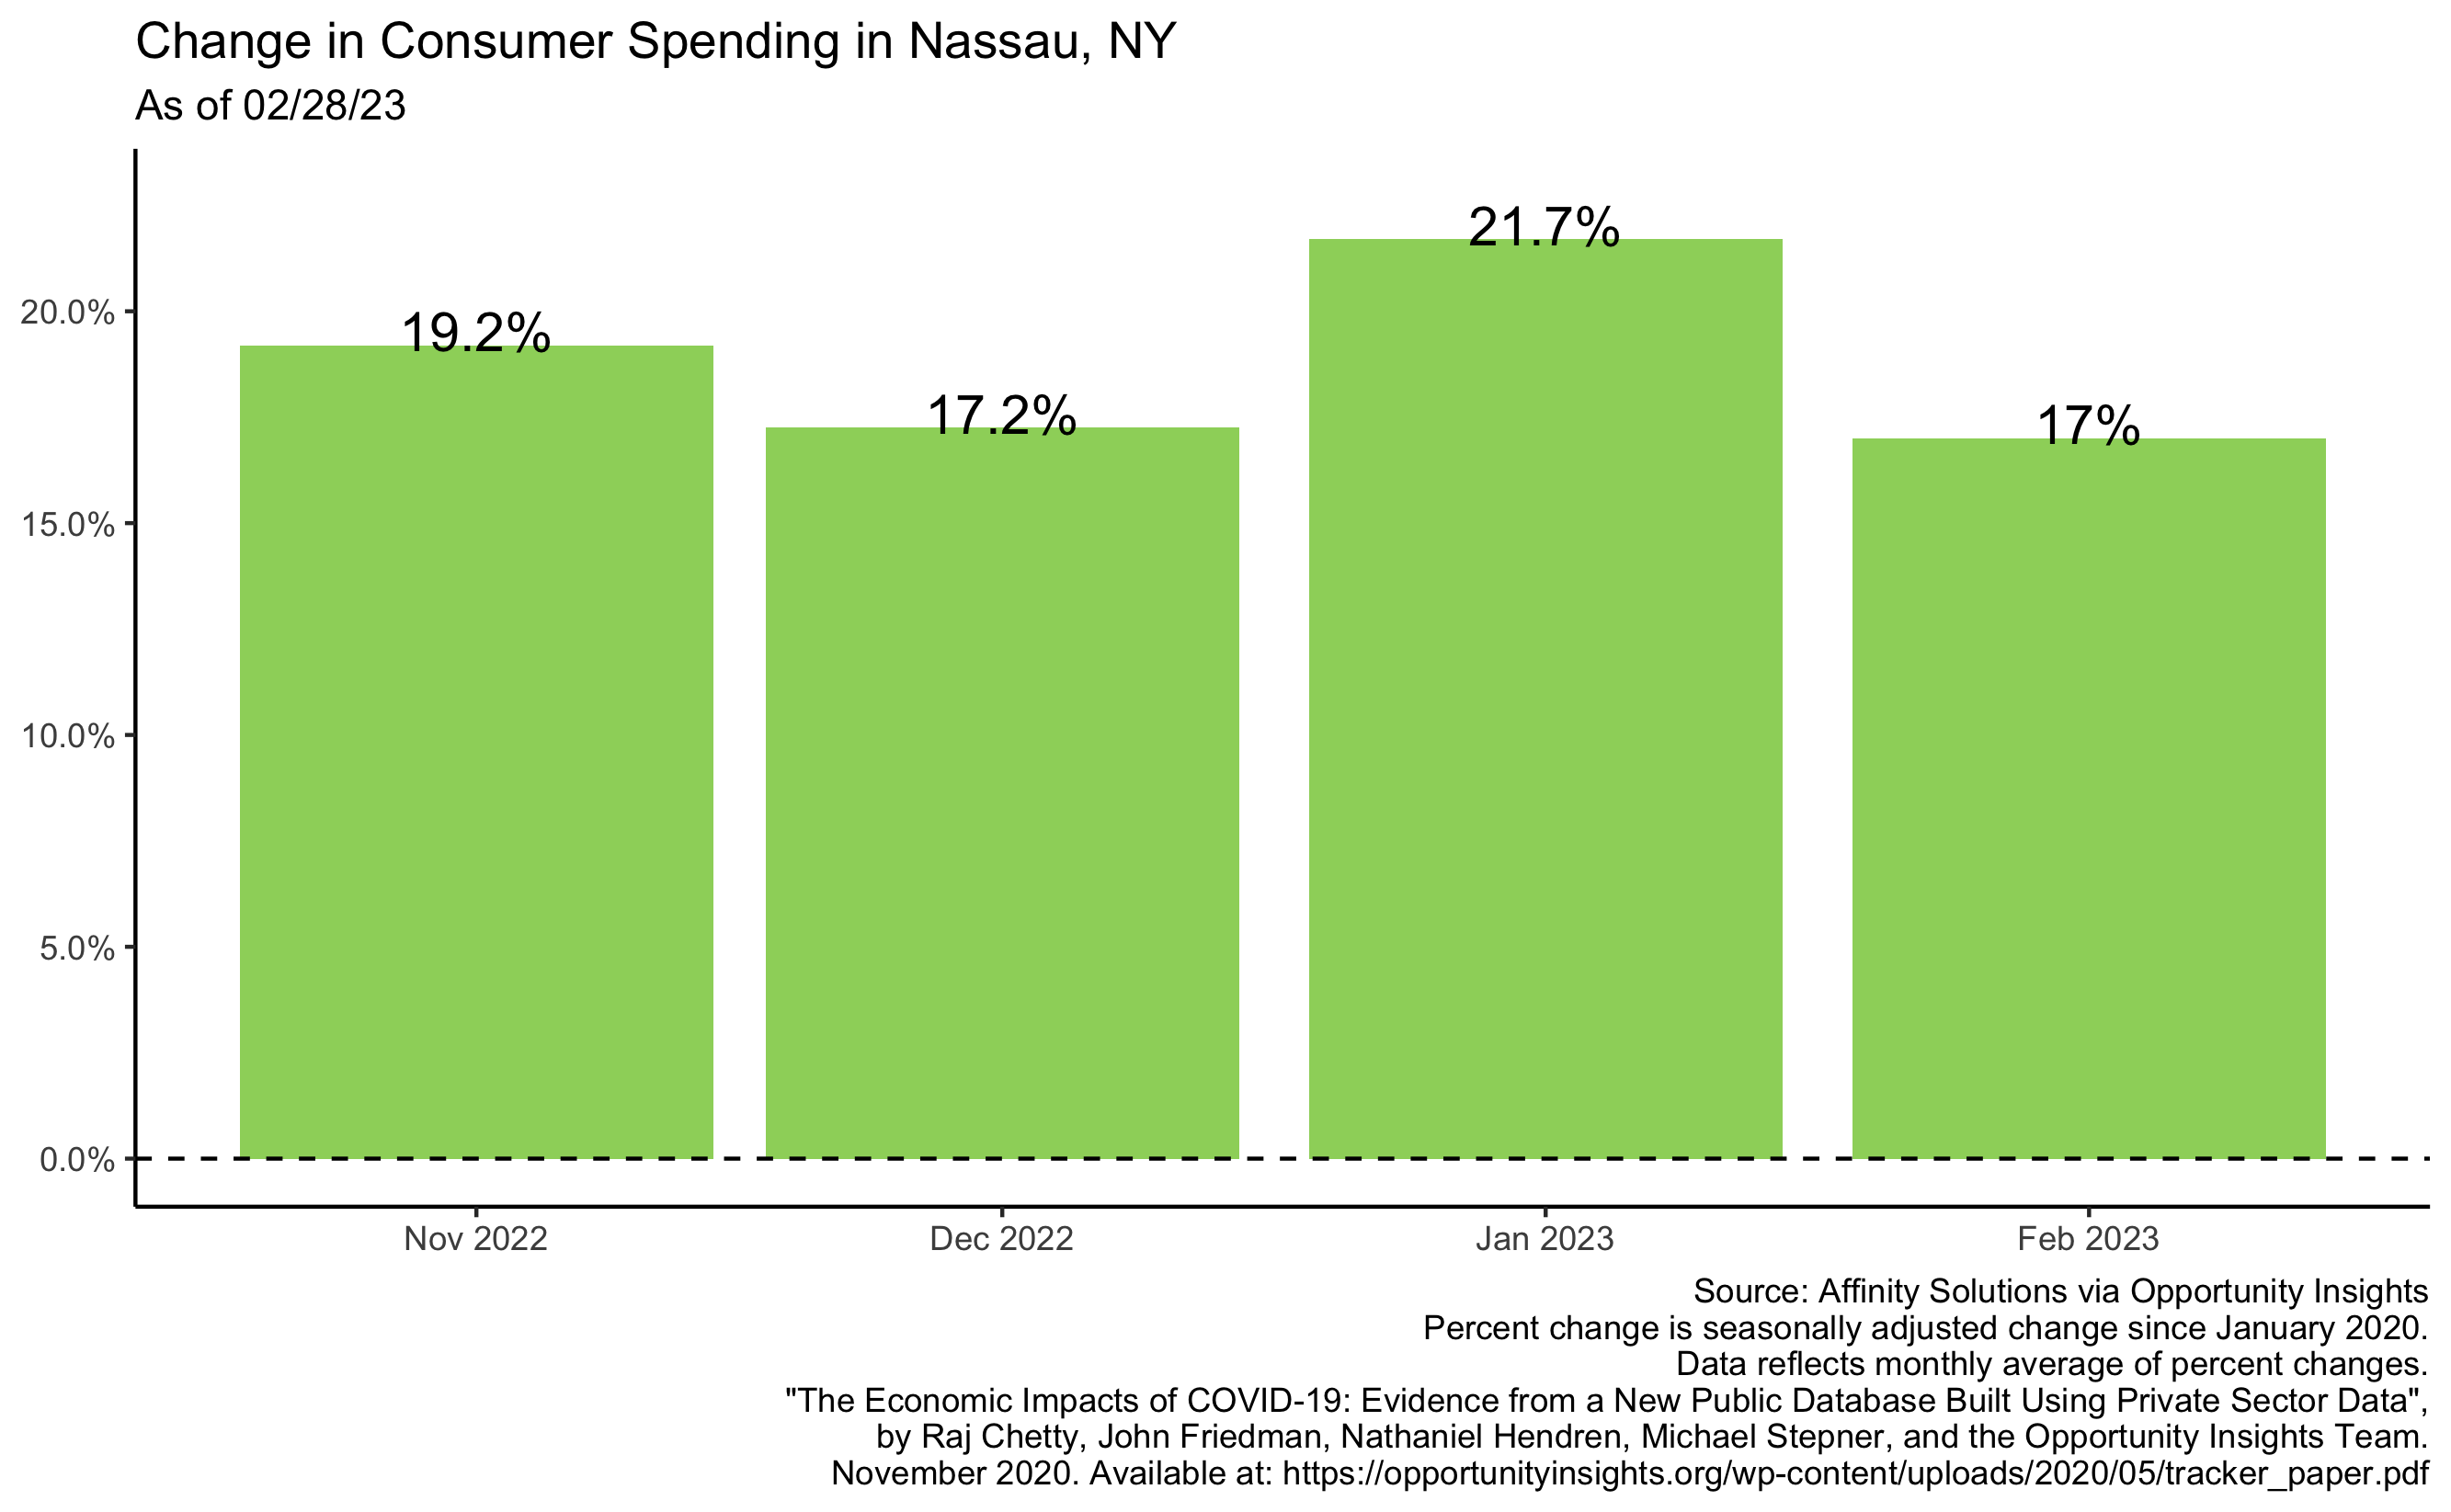 Change in Consumer Spending in Nassau, NY
As of 02/28/23
21.7%
19.2%
17.2%
17%
20.0%
15.0%
10.0%
5.0%
0.0%
Nov 2022
Dec 2022
Jan 2023
Feb 2023
Source: Affinity Solutions via Opportunity Insights
Percent change is seasonally adjusted change since January 2020.
Data reflects monthly average of percent changes.
"The Economic Impacts of COVID-19: Evidence from a New Public Database Built Using Private Sector Data",
by Raj Chetty, John Friedman, Nathaniel Hendren, Michael Stepner, and the Opportunity Insights Team.
November 2020. Available at: https://opportunityinsights.org/wp-content/uploads/2020/05/tracker_paper.pdf